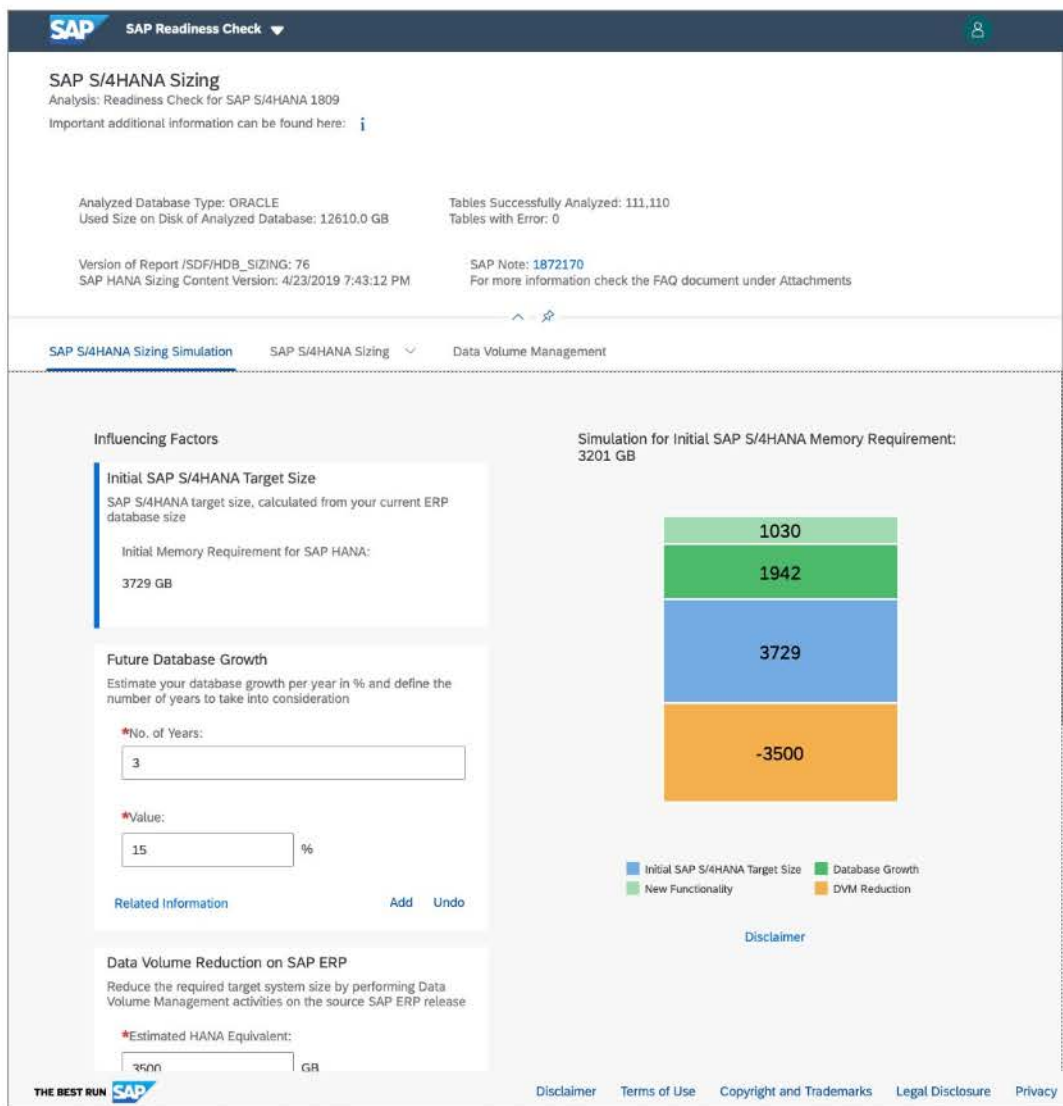 SAP SAP Readiness Check
SAP S/4HANA Sizing
Analysis: Readiness Check for SAP S/4HANA 1809
Important additional information can be found here: i
Analyzed Database Type: ORACLE
Used Size on Disk of Analyzed Database: 12610.0 GB
Tables Successfully Analyzed: 111,110
Tables with Error: 0
Version of Report /SDF/HDB_SIZING: 76
SAP HANA Sizing Content Version: 4/23/2019 7:43:12 PM
SAP Note: 1872170
For more information check the FAQ document under Attachments
SAP S/4HANA Sizing Simulation SAP S/4HANA Sizing Data Volume Management
Influencing Factors
Initial SAP S/4HANA Target Size
SAP S/4HANA target size, calculated from your current ERP
database size
Initial Memory Requirement for SAP HANA:
3729 GB
Future Database Growth
Estimate your database growth per year in % and define the
number of years to take into consideration
*No. of Years:
3
*Value:
15 %
Related Information Add Undo
Data Volume Reduction on SAP ERP
Reduce the required target system size by performing Data
Volume Management activities on the source SAP ERP release
*Estimated HANA Equivalent:
3500 GB
Simulation for Initial SAP S/4HANA Memory Requirement:
3201 GB
1030
1942
3729
-3500
Initial SAP S/4HANA Target Size Database Growth
New Functionality DVM Reduction
Disclaimer
THE BEST RUN SAP Disclaimer Terms of Use Copyright and Trademarks Legal Disclosure Privacy